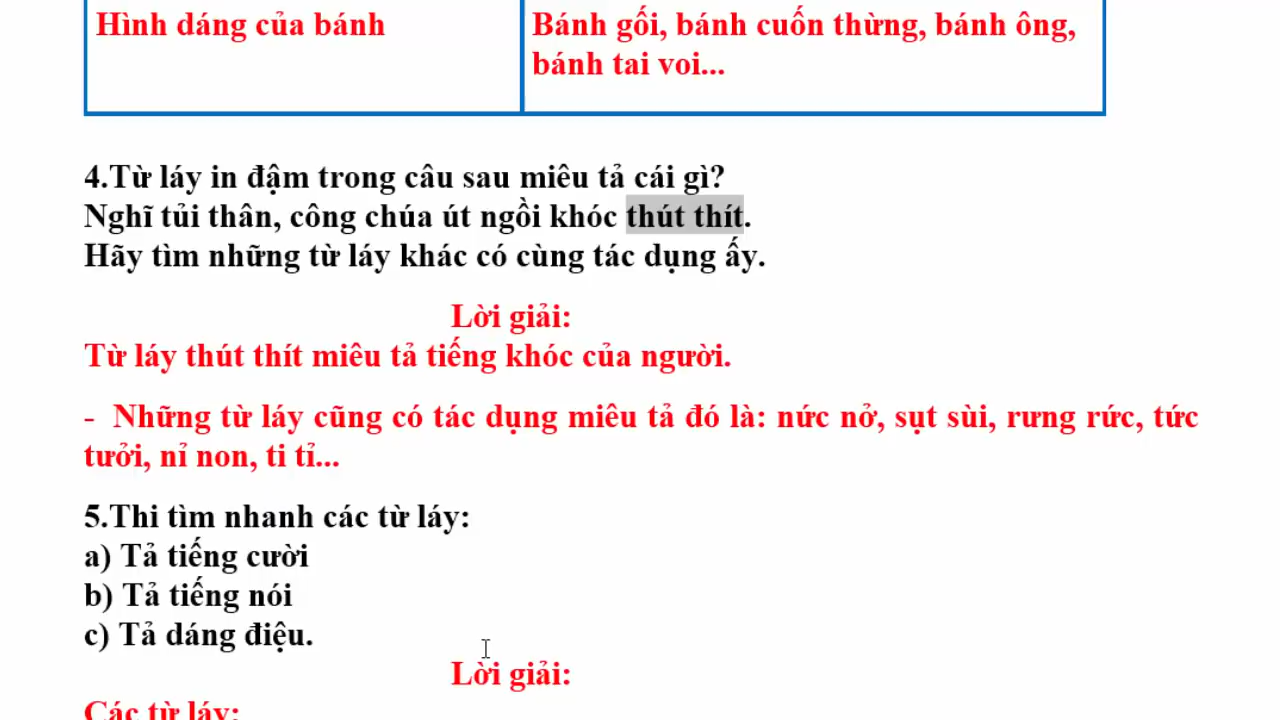 Hình dáng của bánh
Bánh gối, bánh cuốn thừng, bánh ông,
bánh tai voi...
4.Từ láy in đậm trong câu sau miêu tả cái gì?
Nghĩ tủi thân, công chúa út ngồi khóc thút thít.
Hãy tìm những từ láy khác có cùng tác dụng ấy.
Lời giải:
Từ láy thút thít miêu tả tiếng khóc của người.
- Những từ láy cũng có tác dụng miêu tả đó là: nức nở, sụt sùi, rưng rức, tức
tưởi, nỉ non, ti tỉ...
5.Thi tìm nhanh các từ láy:
a) Tả tiếng cười
b) Tả tiếng nói
c) Tả dáng điệu.
Lời giải:
Các từ láy: